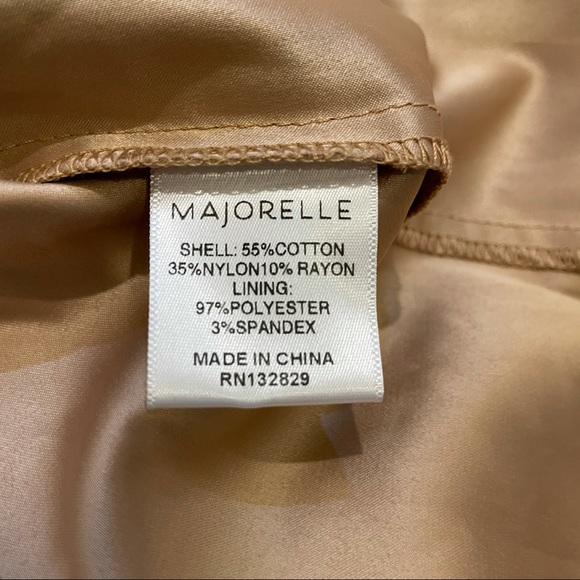 MAJORELLE
SHELL: 55%COTTON
35%NYLON10% RAYON
LINING:
97%POLYESTER
3%SPANDEX
MADE IN CHINA
RN132829